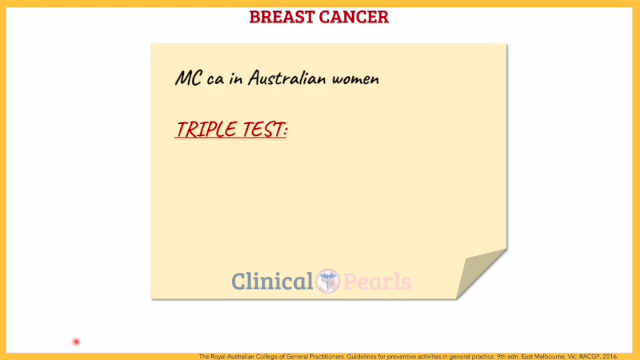 BREAST CANCER
MC ca in Australian women
TRIPLE TEST:
Clinical Pearls
The Royal Australian College of General Practitioners. Guidelines for preventive activities in general practice. 9th edn. East Melbourne, Vic: RACGP, 2016.